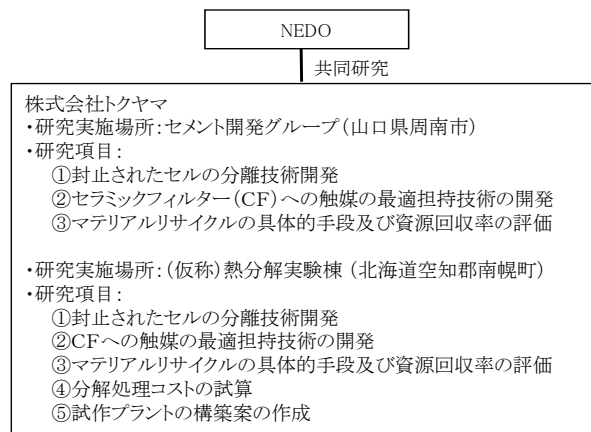 NEDO
共同研究
株式会社トクヤマ
・研究実施場所：セメント開発グループ（山口県周南市）
・研究項目：
①封止されたセルの分離技術開発
②セラミックフィルター（CF）への触媒の最適担持技術の開発
③マテリアルリサイクルの具体的手段及び資源回収率の評価
・研究実施場所：（仮称）熱分解実験棟 （北海道空知郡南幌町）
・研究項目：
①封止されたセルの分離技術開発
②CFへの触媒の最適担持技術の開発
③マテリアルリサイクルの具体的手段及び資源回収率の評価
④分解処理コストの試算
⑤試作プラントの構築案の作成